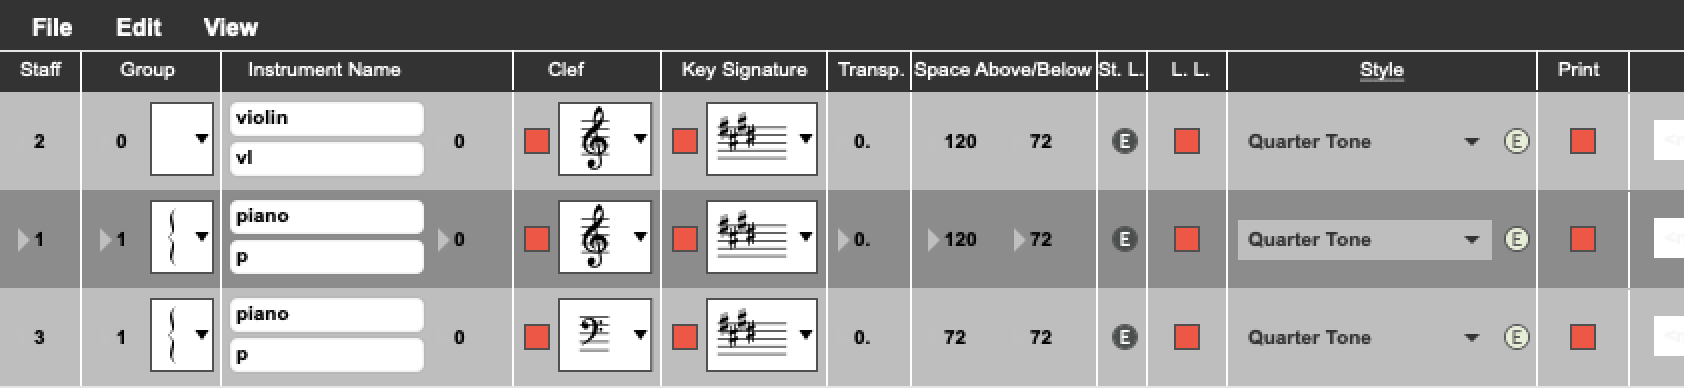 File Edit View
Staff Group Instrument Name Clef Key Signature Transp. Space Above/Below St. L. L. L. Style Print
2 0 violin 0 0. 120 72 E Quarter Tone E
vl
1 1 piano 0 0. 120 72 E Quarter Tone E
p
3 1 piano 0 0. 72 72 E Quarter Tone E
p